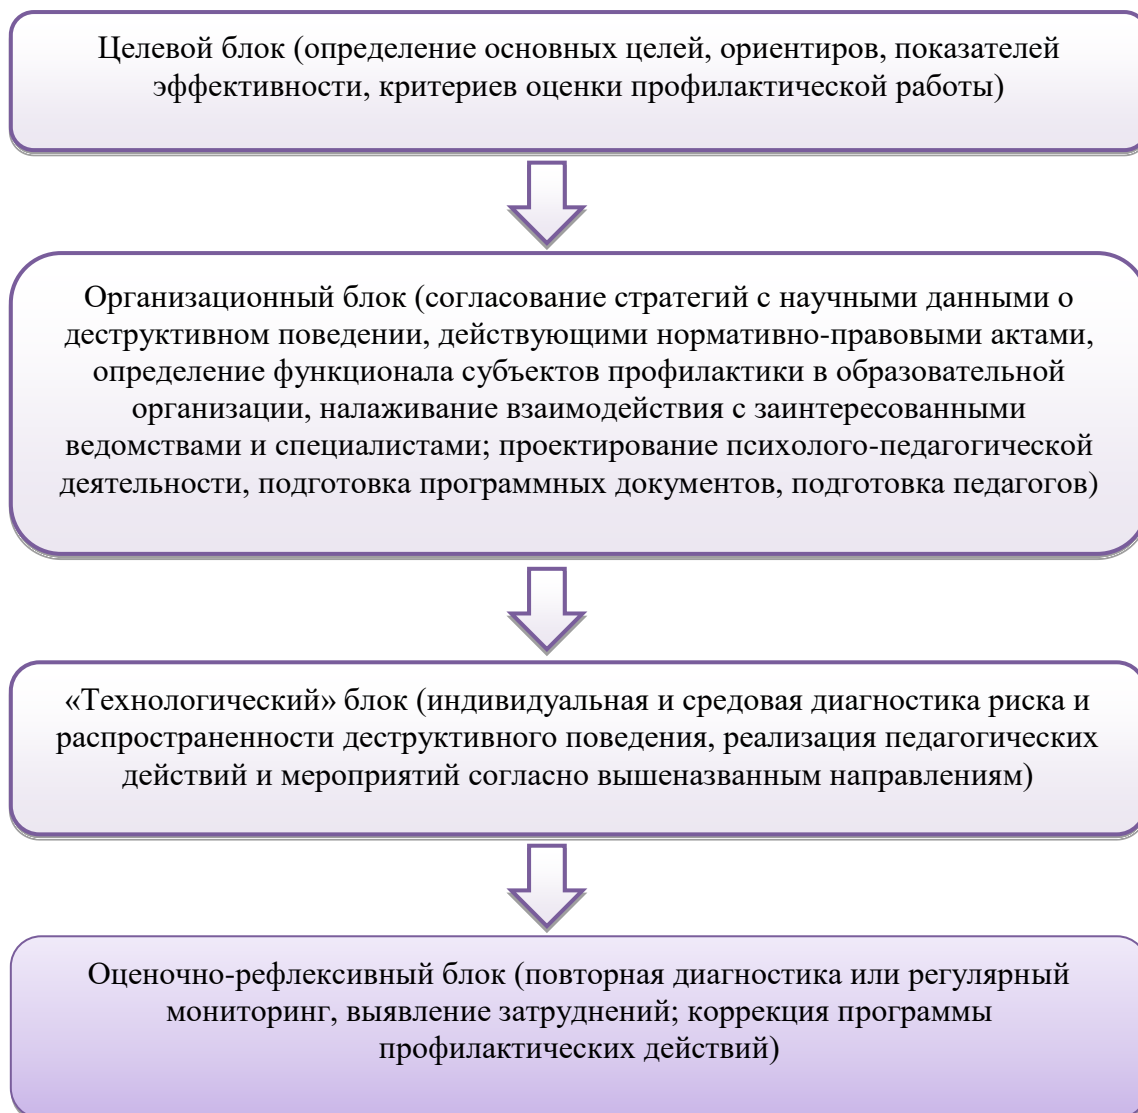 Целевой блок (определение основных целей, ориентиров, показателей
эффективности, критериев оценки профилактической работы)
Организационный блок (согласование стратегий с научными данными о
деструктивном поведении, действующими нормативно-правовыми актами,
определение функционала субъектов профилактики в образовательной
организации, налаживание взаимодействия с заинтересованными
ведомствами и специалистами; проектирование психолого-педагогической
деятельности, подготовка программных документов, подготовка педагогов)
«Технологический» блок (индивидуальная и средовая диагностика риска и
распространенности деструктивного поведения, реализация педагогических
действий и мероприятий согласно вышеназванным направлениям)
Оценочно-рефлексивный блок (повторная диагностика или регулярный
мониторинг, выявление затруднений; коррекция программы
профилактических действий)